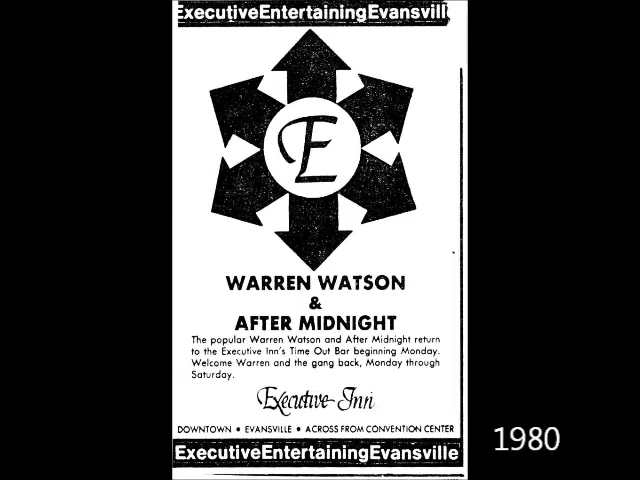 ExecutiveEntertainingEvansvill
E
WARREN WATSON
&
AFTER MIDNIGHT
The popular Warren Watson and After Midnight return
to the Executive Inn's Time Out Bar beginning Monday.
Welcome Warren and the gang back, Monday through
Saturday.
Executive Inn
DOWNTOWN • EVANSVILLE • ACROSS FROM CONVENTION CENTER
ExecutiveEntertainingEvansville
1980